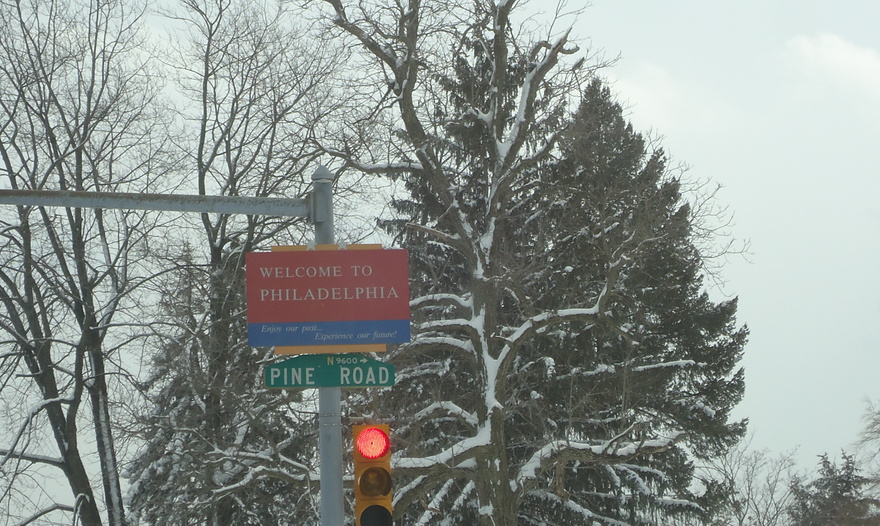 WELCOME TO
PHILADELPHIA
Enjoy our past...
Experience our future!
N 9600 →
PINE ROAD